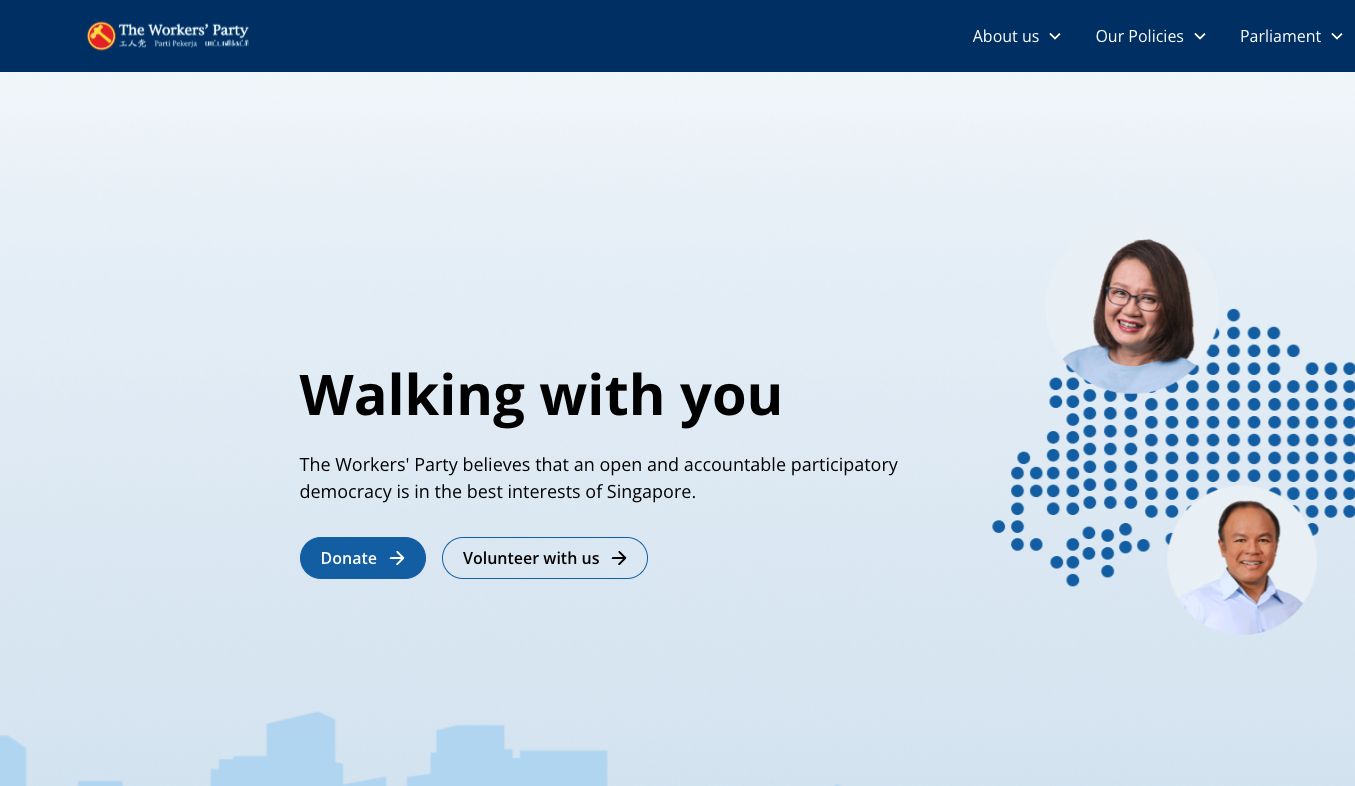 The Workers' Party
工人党 Parti Pekerja
About us
Our Policies
Parliament
Walking with you
The Workers' Party believes that an open and accountable participatory
democracy is in the best interests of Singapore.
Donate
Volunteer with us